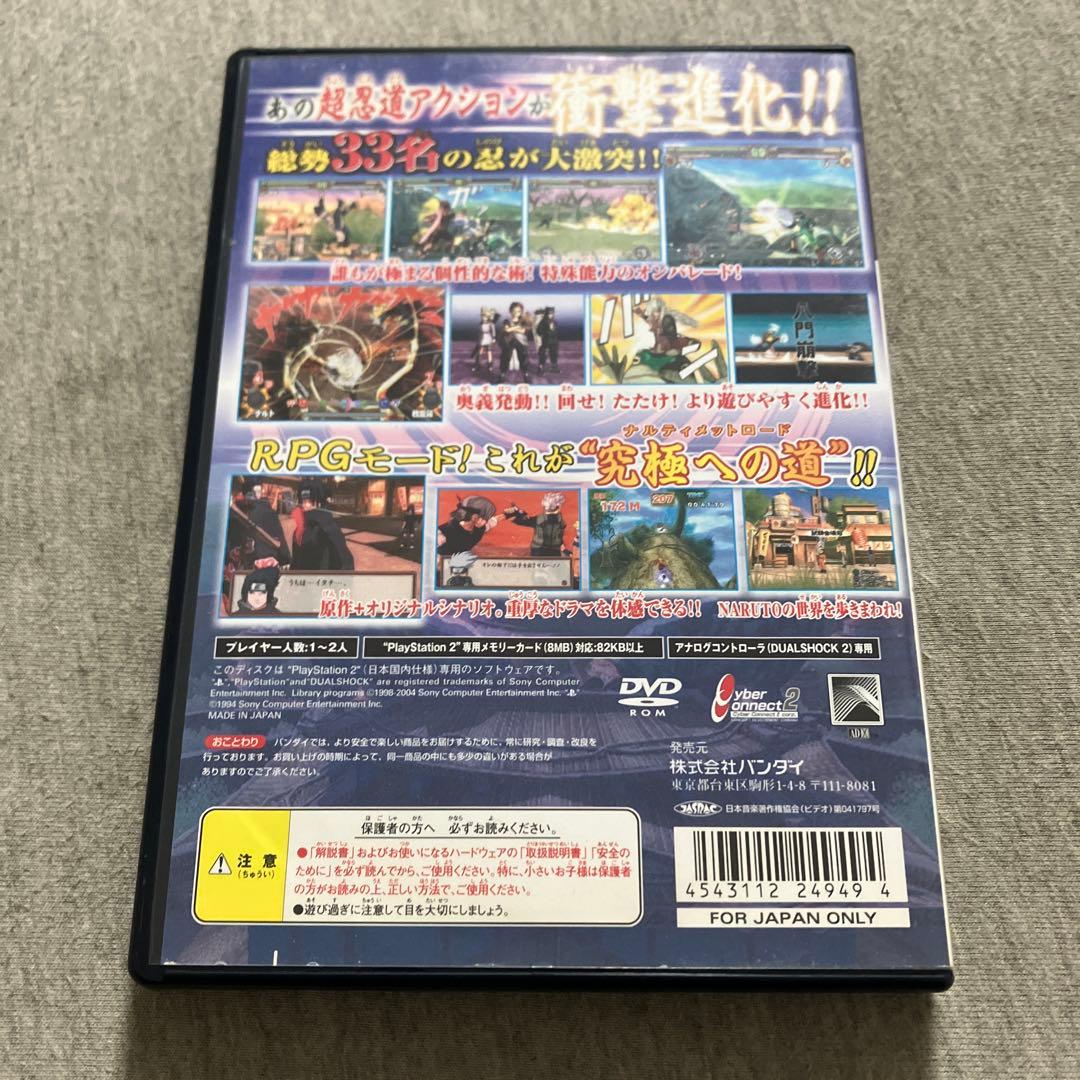 あの超忍道アクションが衝撃進化!!
総勢33名の忍が大激突!!
ガッ
誰もが極まる個性的な術! 特殊能力のオンパレード!
バン
八門崩撃
ナルト
奥義発動!! 回せ! たたけ! より遊びやすく進化!!
ナルティメットロード
RPGモード! これが“究極への道”!!
172M
207
うちは…イタチ…。
原作+オリジナルシナリオ。重厚なドラマを体感できる!! NARUTOの世界を歩きまわれ!
プレイヤー人数:1〜2人
“PlayStation 2”専用メモリーカード(8MB)対応:82KB以上
アナログコントローラ(DUALSHOCK 2)専用
このディスクは “PlayStation 2” (日本国内仕様) 専用のソフトウェアです。
“ ”,“PlayStation”and“DUALSHOCK” are registered trademarks of Sony Computer
Entertainment Inc. Library programs ©1998-2004 Sony Computer Entertainment Inc. “ ”
©1994 Sony Computer Entertainment Inc.
MADE IN JAPAN
DVD
ROM
Cyber Connect 2
Cyber Connect 2 corp.
おことわり バンダイでは、より安全で楽しい商品をお届けするために、常に研究・調査・改良を
行っております。お買い上げの時期によって、同一商品の中にも多少の違いがある場合が
ありますのでご了承ください。
発売元
株式会社バンダイ
東京都台東区駒形1-4-8 〒111-8081
JASRAC 日本音楽著作権協会(ビデオ)第041797号
注意
(ちゅうい)
保護者の方へ 必ずお読みください。
●「解説書」およびお使いになるハードウェアの「取扱説明書」「安全の
ために」を必ず読んでから、ご使用ください。特に、小さいお子様は保護者
の方がお読みの上、正しい方法で、ご使用ください。
●遊び過ぎに注意して目を大切にしましょう。
4543112 24949 4
FOR JAPAN ONLY